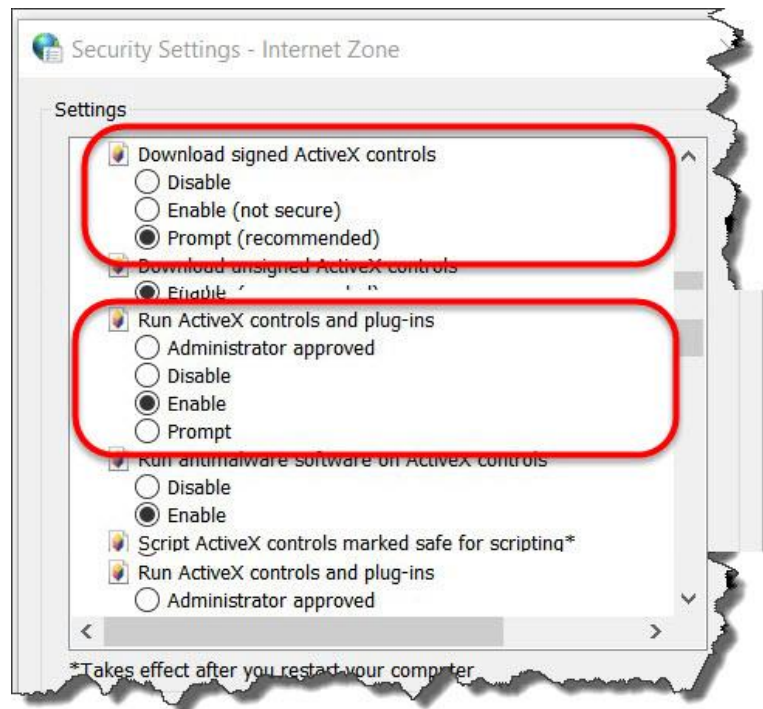 Security Settings - Internet Zone
Settings
Download signed ActiveX controls
Disable
Enable (not secure)
Prompt (recommended)
Download unsigned ActiveX controls
Enable
Run ActiveX controls and plug-ins
Administrator approved
Disable
Enable
Prompt
Run antimalware software on ActiveX controls
Disable
Enable
Script ActiveX controls marked safe for scripting*
Run ActiveX controls and plug-ins
Administrator approved
*Takes effect after you restart your computer